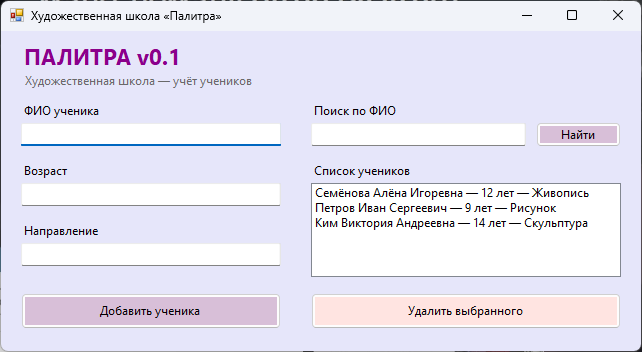 Художественная школа «Палитра»
ПАЛИТРА v0.1
Художественная школа — учёт учеников
ФИО ученика
Поиск по ФИО
Найти
Возраст
Список учеников
Семёнова Алёна Игоревна — 12 лет — Живопись
Петров Иван Сергеевич — 9 лет — Рисунок
Ким Виктория Андреевна — 14 лет — Скульптура
Направление
Добавить ученика
Удалить выбранного